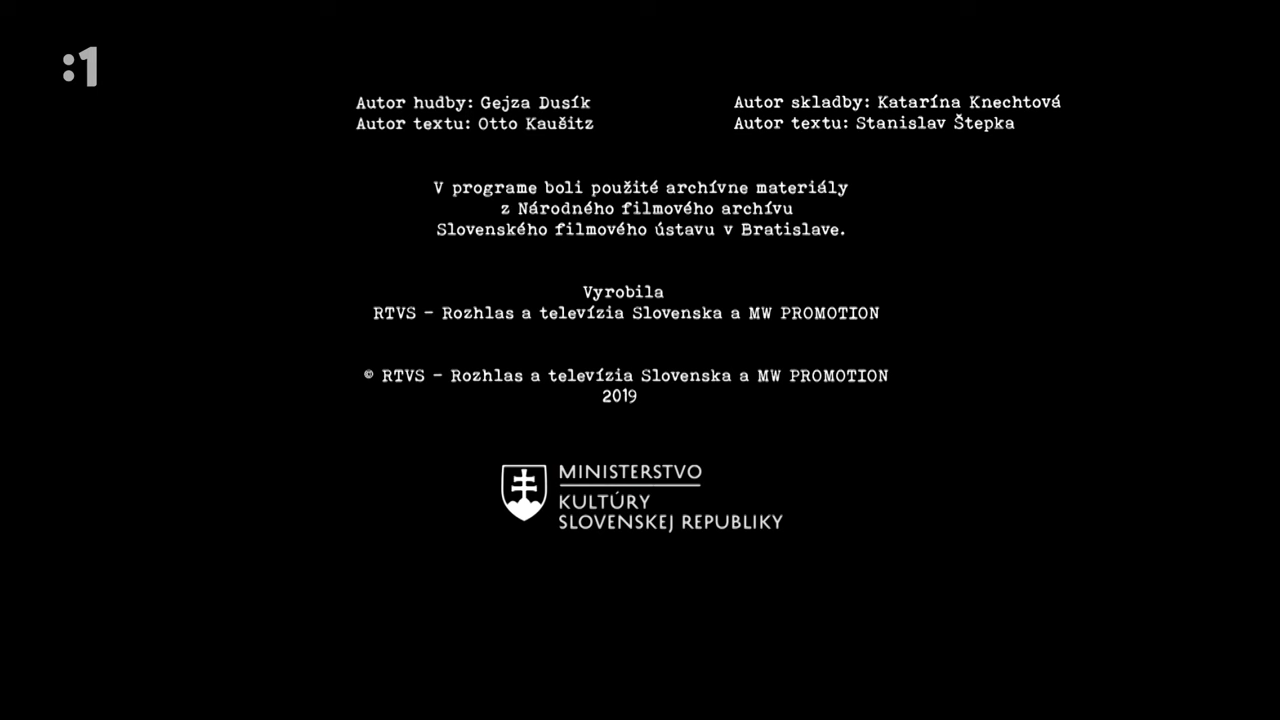 :1
Autor hudby: Gejza Dusík
Autor textu: Otto Kaušitz
Autor skladby: Katarína Knechtová
Autor textu: Stanislav Štepka
V programe boli použité archívne materiály
z Národného filmového archívu
Slovenského filmového ústavu v Bratislave.
Vyrobila
RTVS - Rozhlas a televízia Slovenska a MW PROMOTION
© RTVS - Rozhlas a televízia Slovenska a MW PROMOTION
2019
MINISTERSTVO
KULTÚRY
SLOVENSKEJ REPUBLIKY